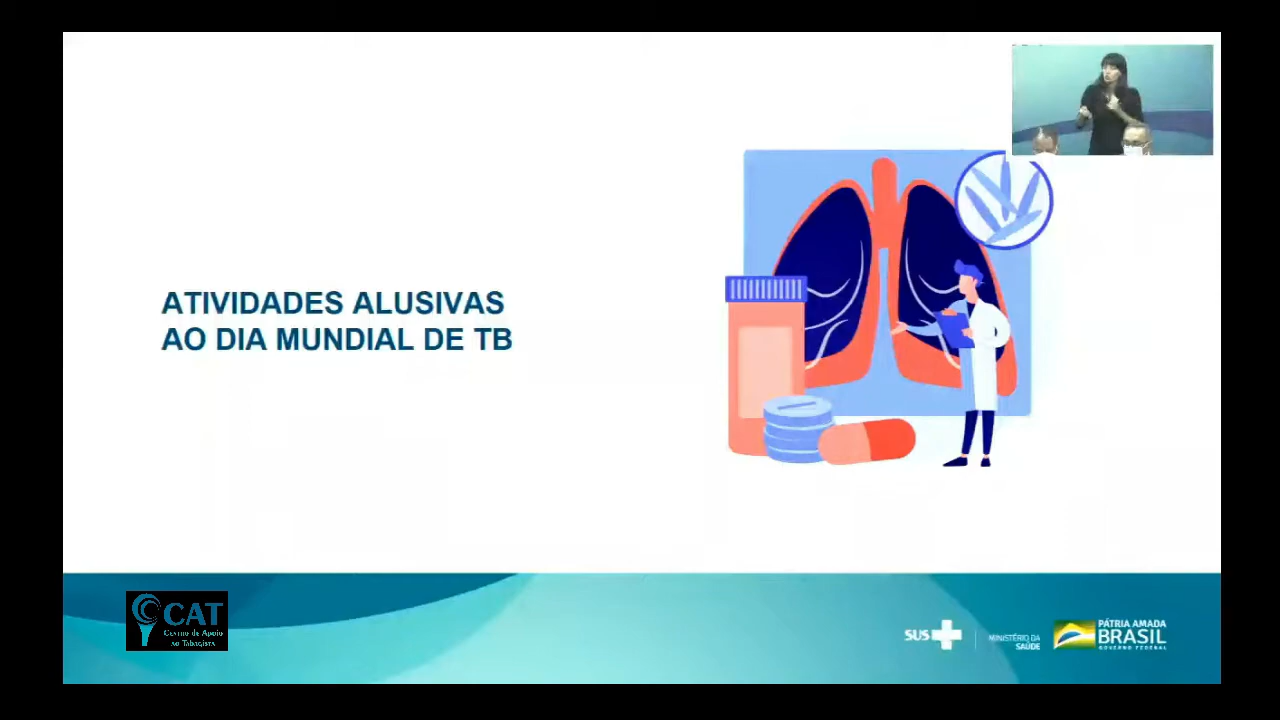 ATIVIDADES ALUSIVAS
AO DIA MUNDIAL DE TB
CAT
Centro de Apoio
ao Tabagista
SUS
MINISTÉRIO DA
SAÚDE
PÁTRIA AMADA
BRASIL
GOVERNO FEDERAL